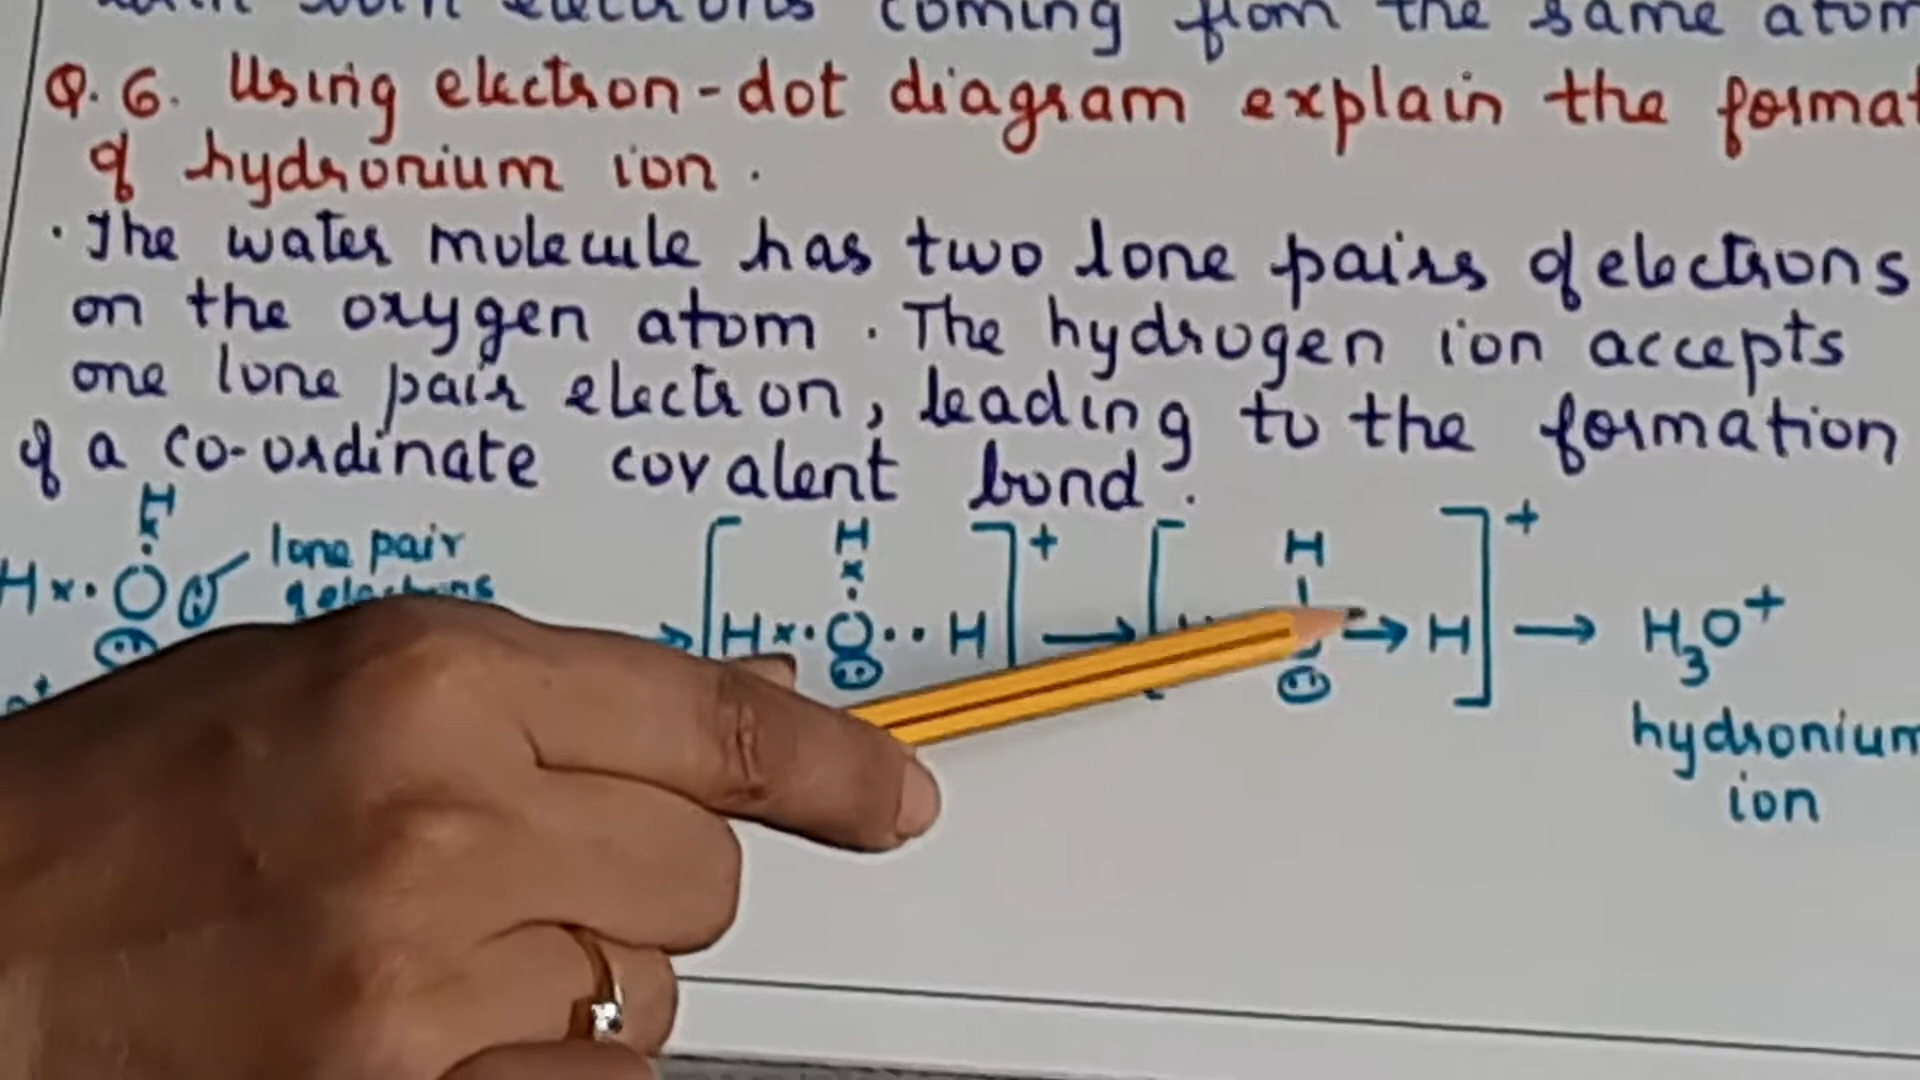 coming from the same atom
Q.6. Using electron-dot diagram explain the format
of hydronium ion.
· The water molecule has two lone pairs of electrons
on the oxygen atom. The hydrogen ion accepts
one lone pair electron, leading to the formation
of a co-ordinate covalent bond.
H
H x· O lone pair
[H x· O ·· H]+ → [H → H]+ → H3O+
hydronium
ion